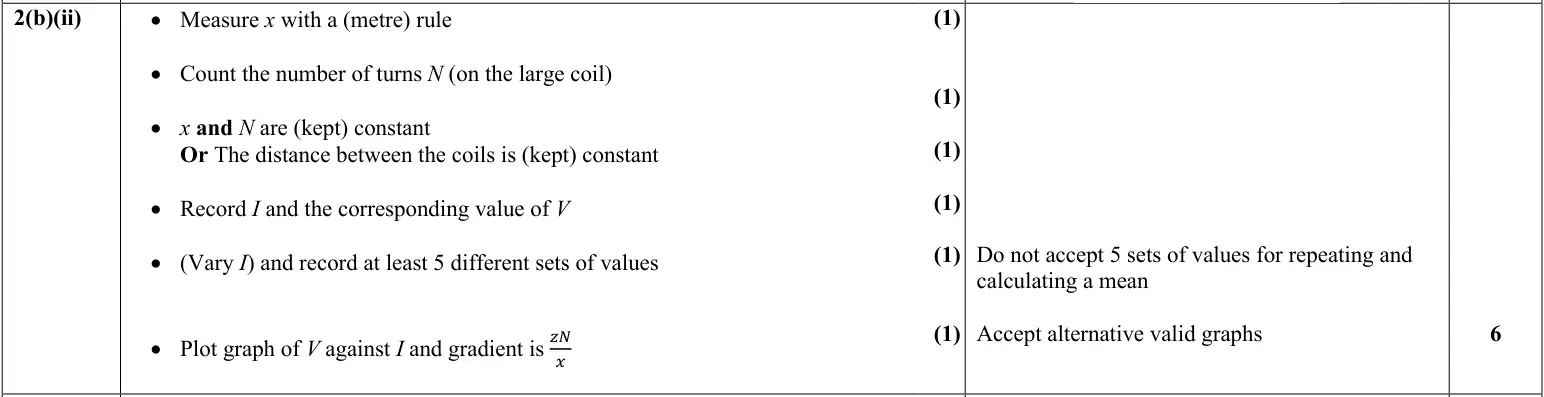 2(b)(ii)
• Measure x with a (metre) rule (1)
• Count the number of turns N (on the large coil)
(1)
• x and N are (kept) constant
Or The distance between the coils is (kept) constant (1)
• Record I and the corresponding value of V (1)
• (Vary I) and record at least 5 different sets of values (1) Do not accept 5 sets of values for repeating and
calculating a mean
• Plot graph of V against I and gradient is zN/x (1) Accept alternative valid graphs 6